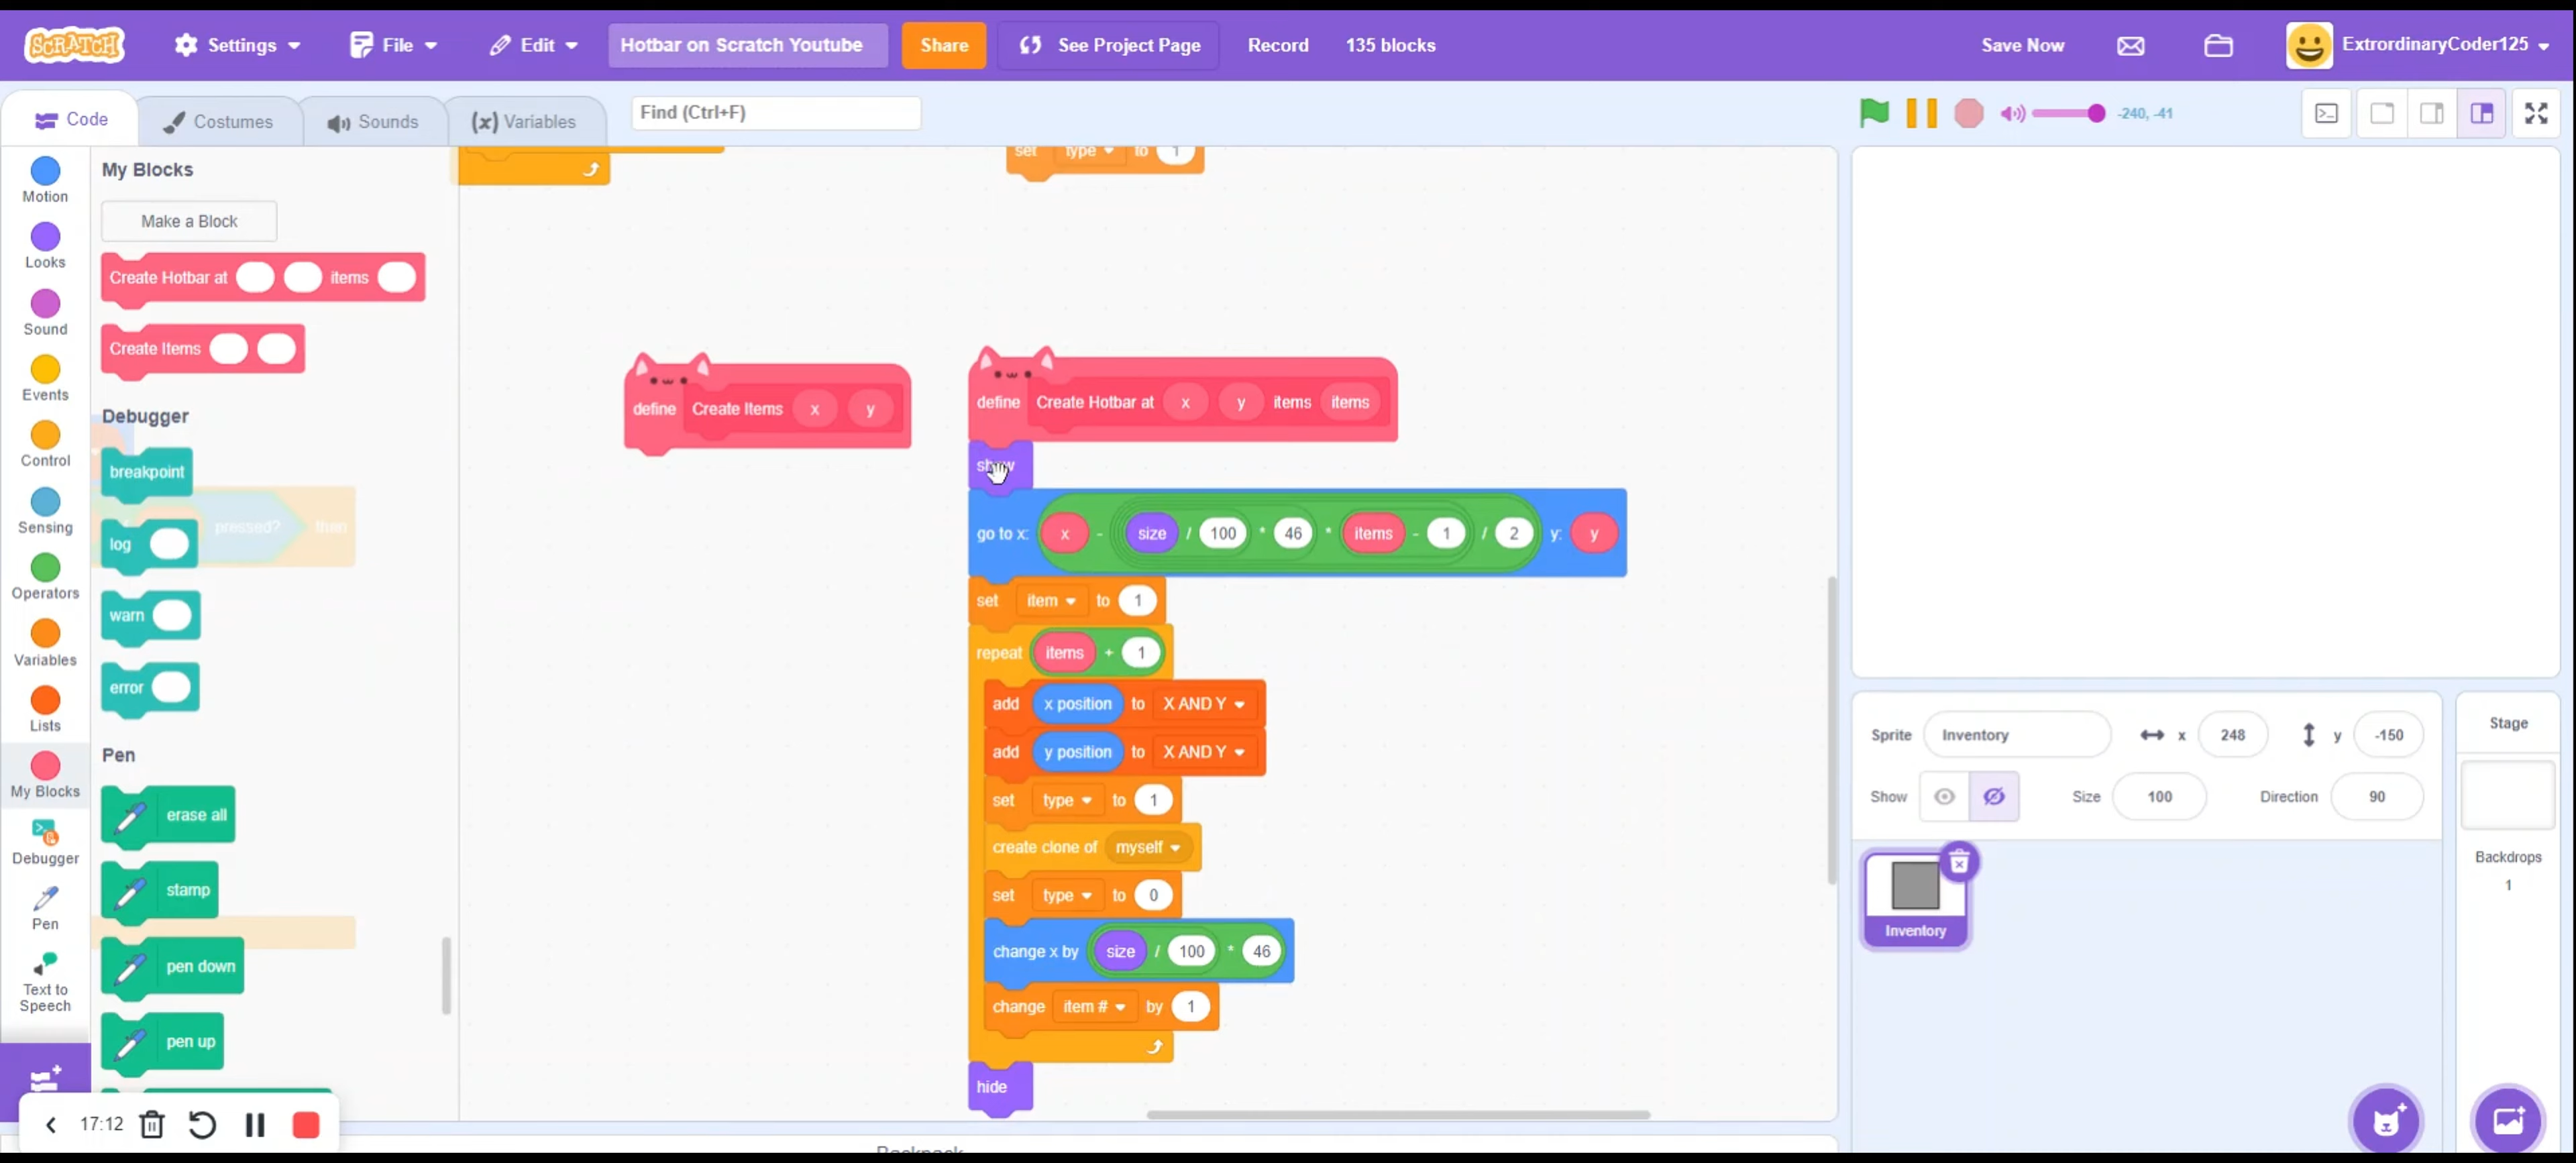 SCRATCH Settings File Edit Hotbar on Scratch Youtube Share See Project Page Record 135 blocks Save Now ExtrordinaryCoder125
Code Costumes Sounds (x) Variables Find (Ctrl+F) -240, -41
Motion
Looks
Sound
Events
Control
Sensing
Operators
Variables
Lists
My Blocks
Debugger
Pen
Text to
Speech
My Blocks
Make a Block
Create Hotbar at items
Create Items
Debugger
breakpoint
log
pressed? then
warn
error
Pen
erase all
stamp
pen down
pen up
set type to 1
define Create Items x y
define Create Hotbar at x y items items
show
go to x: x - size / 100 * 46 * items - 1 / 2 y: y
set item to 1
repeat items + 1
add x position to X AND Y
add y position to X AND Y
set type to 1
create clone of myself
set type to 0
change x by size / 100 * 46
change item # by 1
hide
Sprite Inventory x 248 y -150
Show Size 100 Direction 90
Inventory
Stage
Backdrops
1
17:12
Backpack